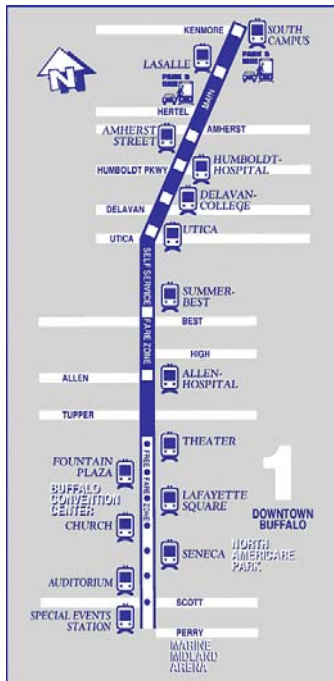 KENMORE
SOUTH
CAMPUS
LASALLE
PARK &
RIDE
PARK &
RIDE
MAIN
HERTEL
AMHERST
STREET
AMHERST
HUMBOLDT PKWY
HUMBOLDT-
HOSPITAL
DELAVAN-
COLLEGE
DELAVAN
UTICA
UTICA
SELF SERVICE FARE ZONE
SUMMER-
BEST
BEST
HIGH
ALLEN
ALLEN-
HOSPITAL
TUPPER
THEATER
FREE FARE ZONE
FOUNTAIN
PLAZA
1
DOWNTOWN
BUFFALO
BUFFALO
CONVENTION
CENTER
LAFAYETTE
SQUARE
CHURCH
SENECA
NORTH
AMERICARE
PARK
AUDITORIUM
SCOTT
SPECIAL EVENTS
STATION
PERRY
MARINE
MIDLAND
ARENA
N